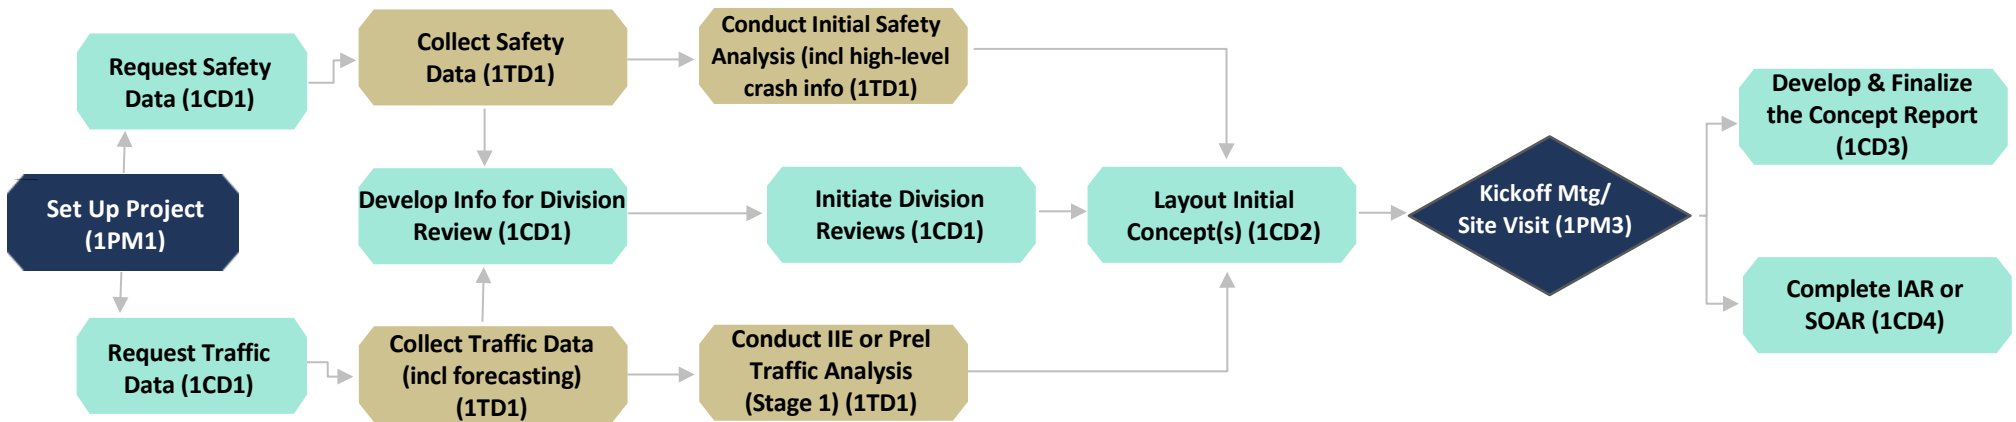 Request Safety
Data (1CD1)
Collect Safety
Data (1TD1)
Conduct Initial Safety
Analysis (incl high-level
crash info (1TD1)
Set Up Project
(1PM1)
Develop Info for Division
Review (1CD1)
Initiate Division
Reviews (1CD1)
Layout Initial
Concept(s) (1CD2)
Kickoff Mtg/
Site Visit (1PM3)
Develop & Finalize
the Concept Report
(1CD3)
Complete IAR or
SOAR (1CD4)
Request Traffic
Data (1CD1)
Collect Traffic Data
(incl forecasting)
(1TD1)
Conduct IIE or Prel
Traffic Analysis
(Stage 1) (1TD1)